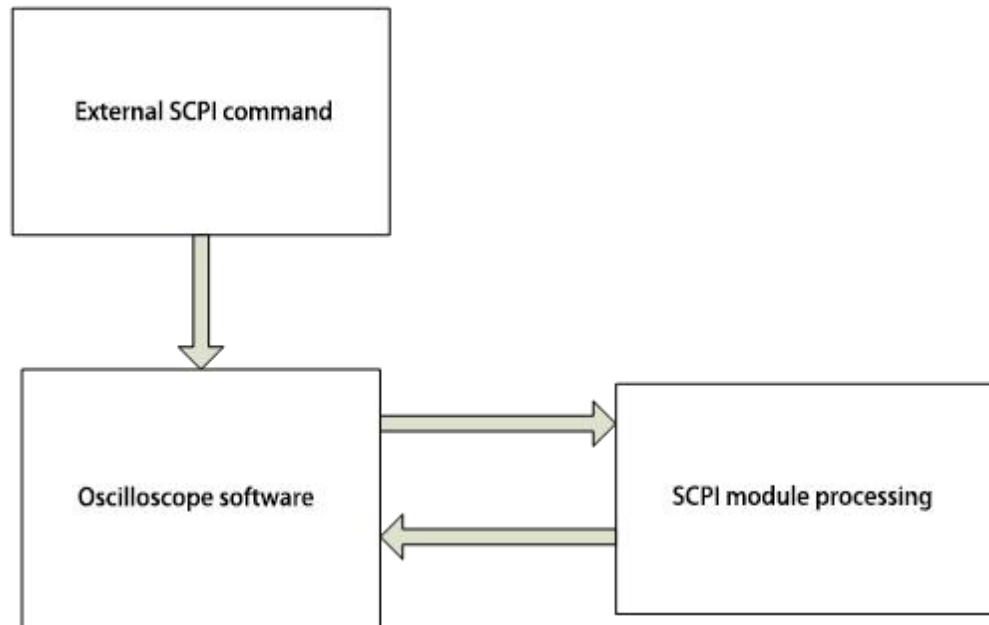 External SCPI command
Oscilloscope software
SCPI module processing